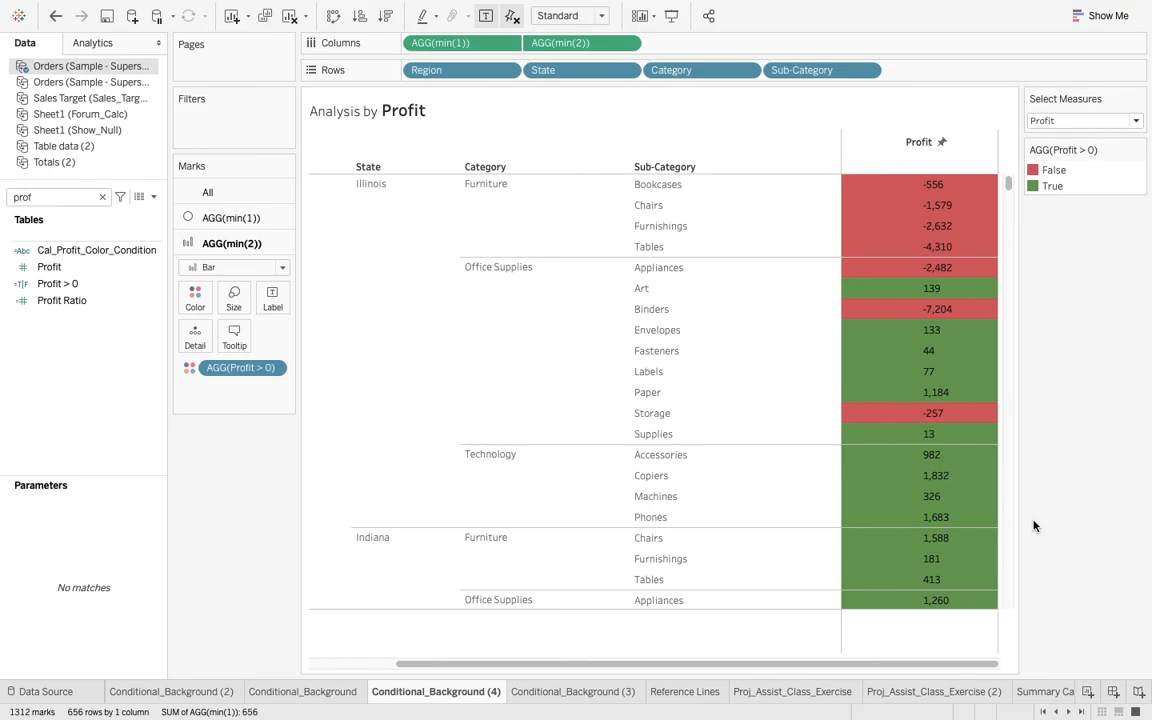 Standard
Show Me
Data
Analytics
Orders (Sample - Supers...
Orders (Sample - Supers...
Sales Target (Sales_Targ...
Sheet1 (Forum_Calc)
Sheet1 (Show_Null)
Table data (2)
Totals (2)
prof
Tables
Abc Cal_Profit_Color_Condition
Profit
T|F Profit > 0
Profit Ratio
Parameters
No matches
Pages
Filters
Marks
All
AGG(min(1))
AGG(min(2))
Bar
Color Size Label
Detail Tooltip
AGG(Profit > 0)
Columns AGG(min(1)) AGG(min(2))
Rows Region State Category Sub-Category
Analysis by Profit
Profit
State Category Sub-Category
Illinois Furniture Bookcases -556
Chairs -1,579
Furnishings -2,632
Tables -4,310
Office Supplies Appliances -2,482
Art 139
Binders -7,204
Envelopes 133
Fasteners 44
Labels 77
Paper 1,184
Storage -257
Supplies 13
Technology Accessories 982
Copiers 1,832
Machines 326
Phones 1,683
Indiana Furniture Chairs 1,588
Furnishings 181
Tables 413
Office Supplies Appliances 1,260
Select Measures
Profit
AGG(Profit > 0)
False
True
Data Source Conditional_Background (2) Conditional_Background Conditional_Background (4) Conditional_Background (3) Reference Lines Proj_Assist_Class_Exercise Proj_Assist_Class_Exercise (2) Summary Ca
1312 marks 656 rows by 1 column SUM of AGG(min(1)): 656